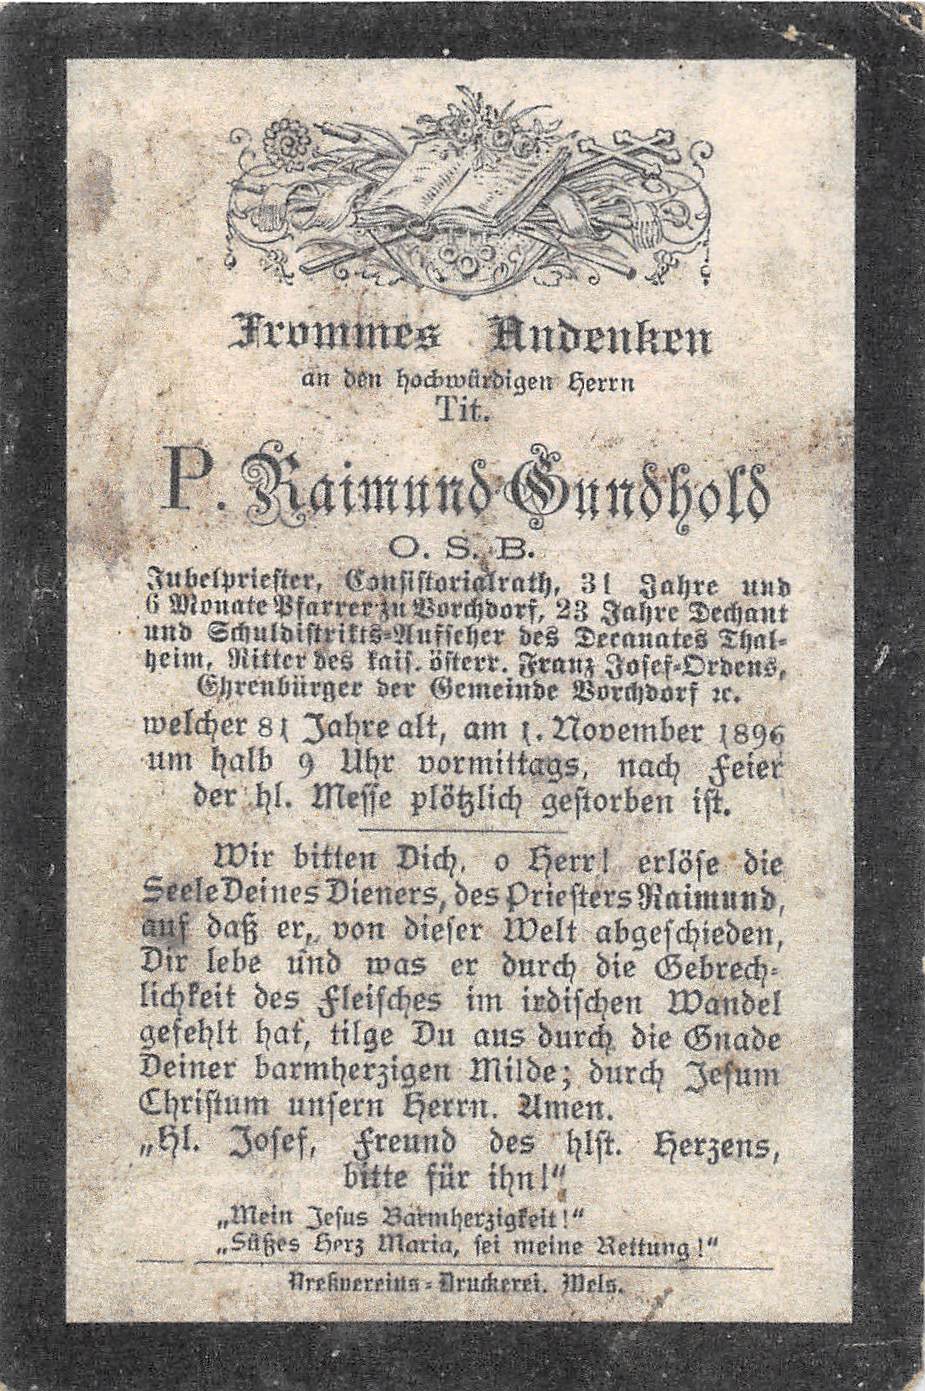 Frommes Andenken
an den hochwürdigen Herrn
Tit.
P. Raimund Gundhold
O. S. B.
Jubelpriester, Consistorialrath, 31 Jahre und
6 Monate Pfarrer zu Vorchdorf, 23 Jahre Dechant
und Schuldistrikts-Aufseher des Decanates Thal-
heim, Ritter des kais. österr. Franz Josef-Ordens,
Ehrenbürger der Gemeinde Vorchdorf ꝛc.
welcher 81 Jahre alt, am 1. November 1896
um halb 9 Uhr vormittags, nach Feier
der hl. Messe plötzlich gestorben ist.
Wir bitten Dich, o Herr! erlöse die
Seele Deines Dieners, des Priesters Raimund,
auf daß er, von dieser Welt abgeschieden,
Dir lebe und was er durch die Gebrech-
lichkeit des Fleisches im irdischen Wandel
gefehlt hat, tilge Du aus durch die Gnade
Deiner barmherzigen Milde; durch Jesum
Christum unsern Herrn. Amen.
„Hl. Josef, Freund des hlst. Herzens,
bitte für ihn!“
„Mein Jesus Barmherzigkeit!“
„Süßes Herz Maria, sei meine Rettung!“
Preßvereins-Druckerei, Wels.